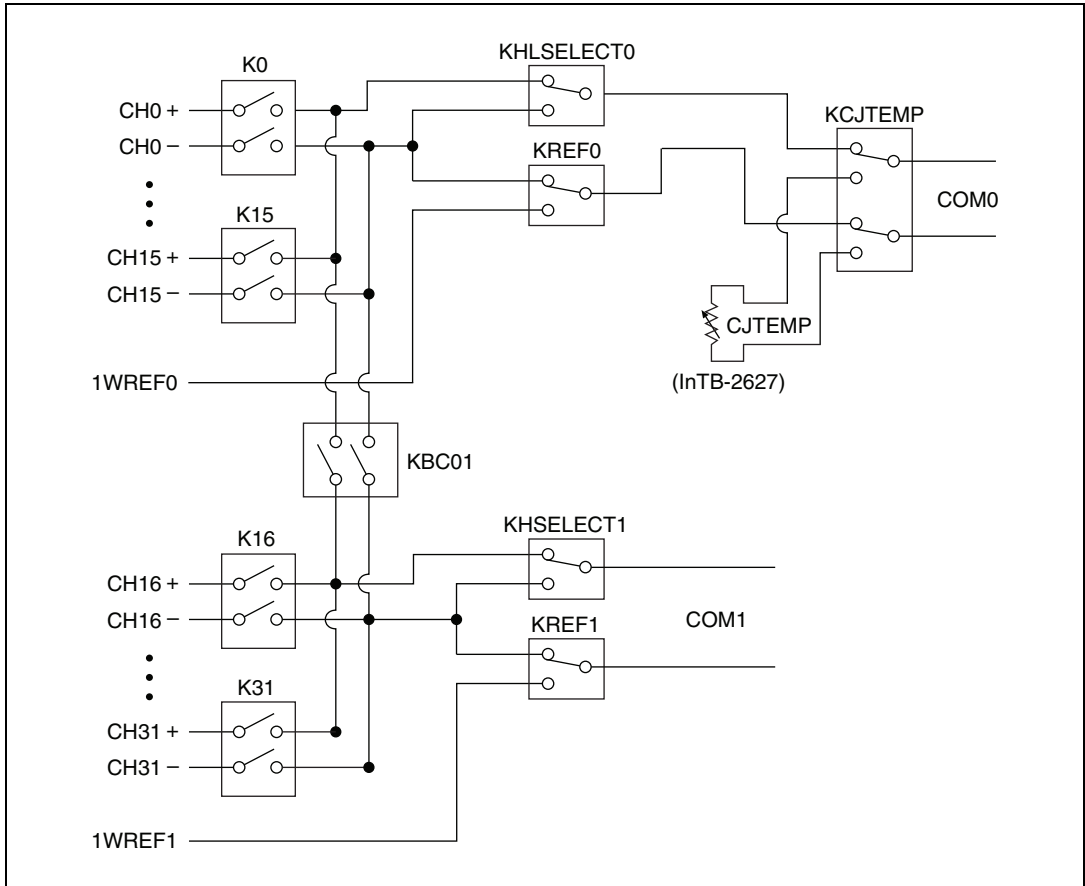 KHLSELECT0
K0
CH0 +
CH0 –
KCJTEMP
KREF0
COM0
K15
CH15 +
CH15 –
CJTEMP
(InTB-2627)
1WREF0
KBC01
KHSELECT1
K16
CH16 +
CH16 –
COM1
KREF1
K31
CH31 +
CH31 –
1WREF1